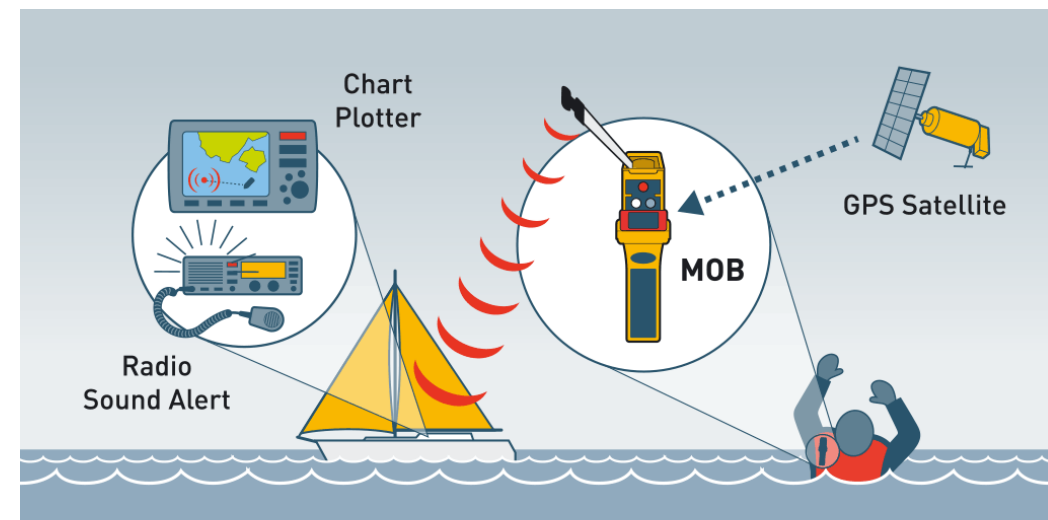 Chart
Plotter
GPS Satellite
MOB
Radio
Sound Alert